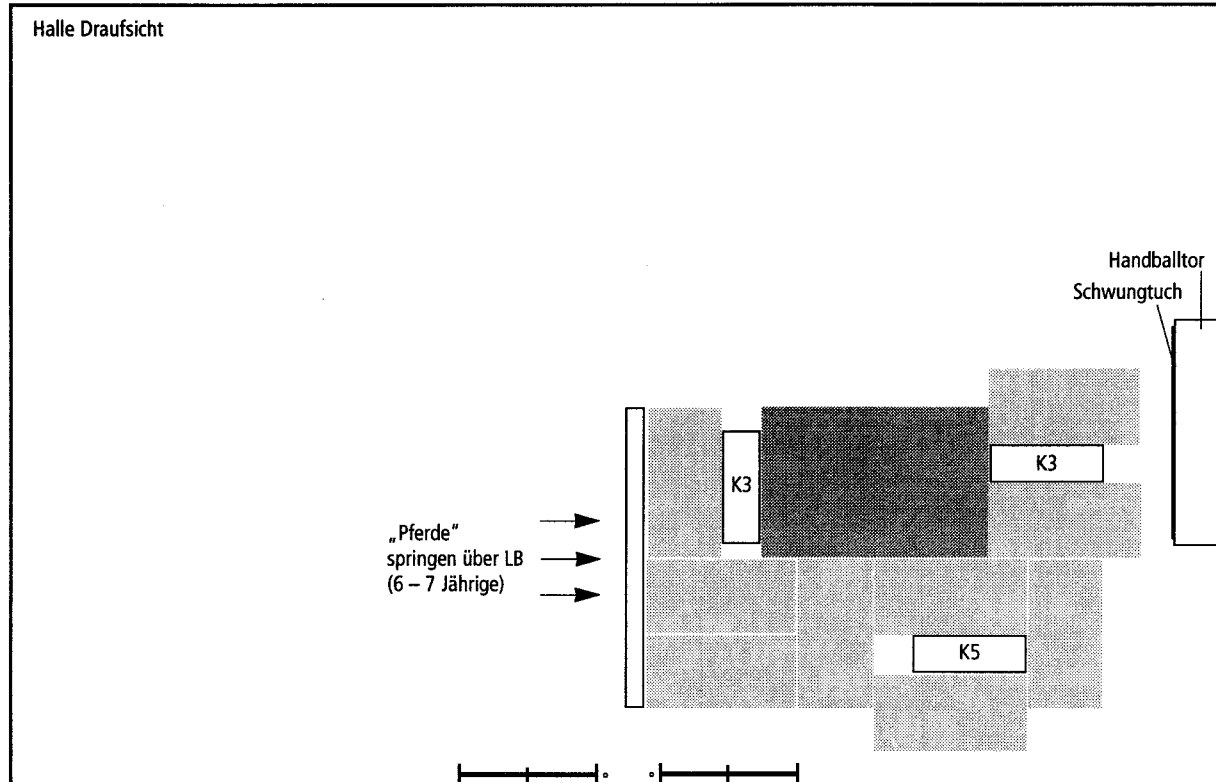 Halle Draufsicht
Handballtor
Schwungtuch
K3
K3
„Pferde“
springen über LB
(6 – 7 Jährige)
K5